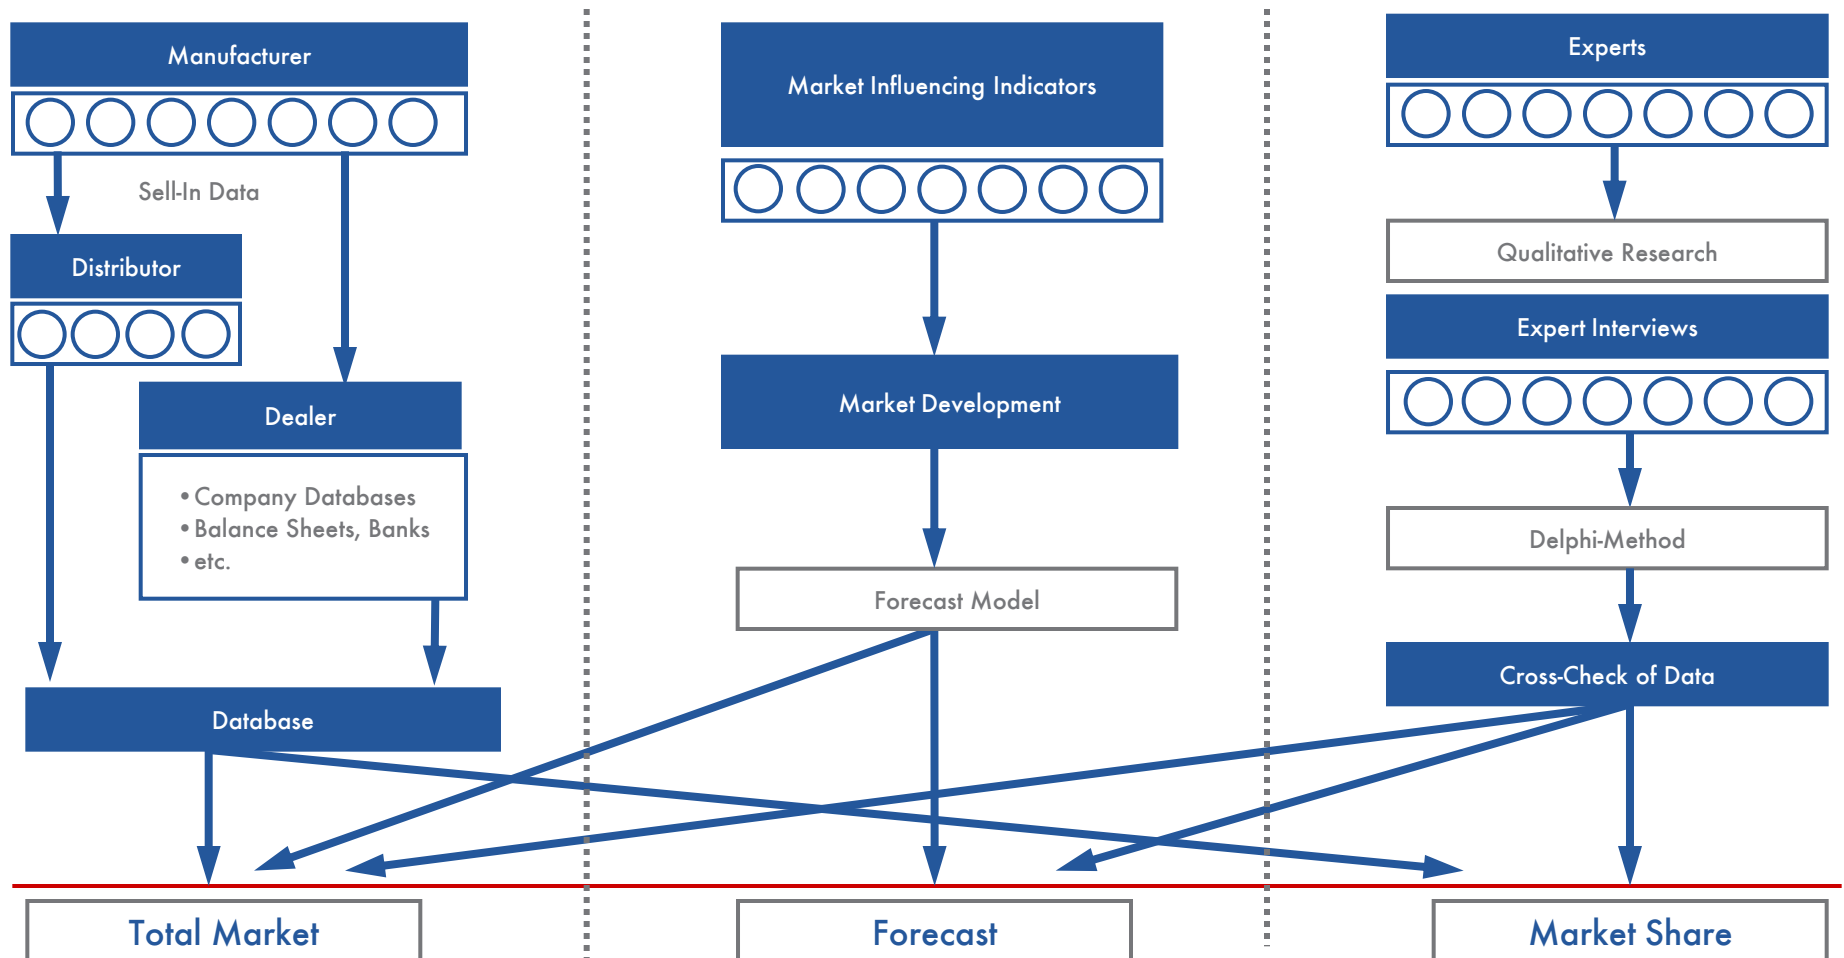 Manufacturer
Sell-In Data
Distributor
Dealer
•Company Databases
•Balance Sheets, Banks
•etc.
Database
Total Market
Market Influencing Indicators
Market Development
Forecast Model
Forecast
Experts
Qualitative Research
Expert Interviews
Delphi-Method
Cross-Check of Data
Market Share